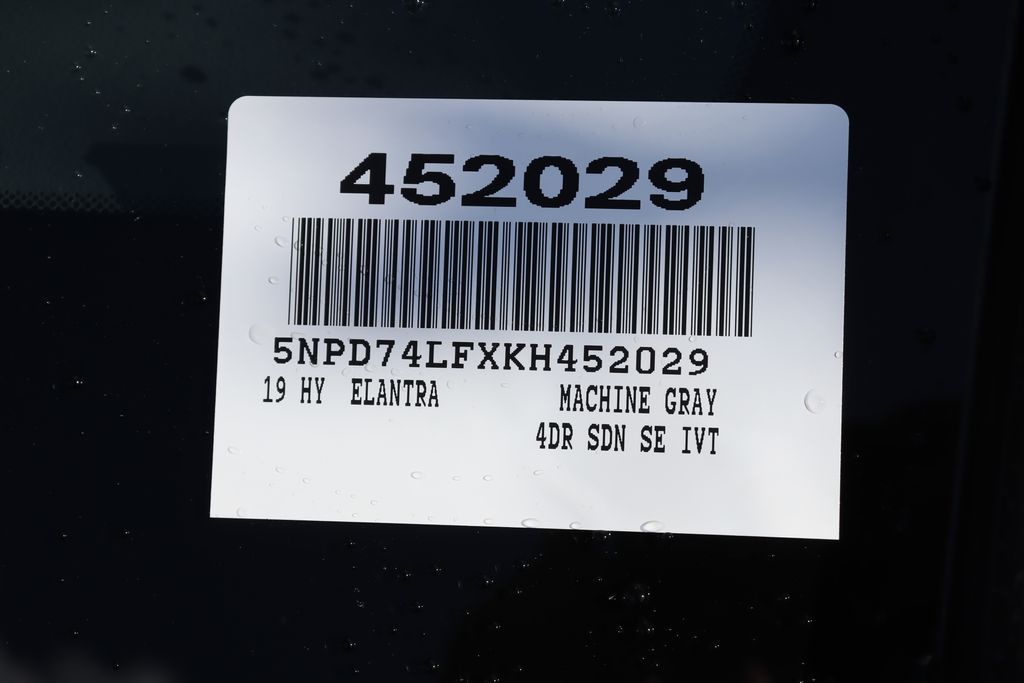 452029
5NPD74LFXKH452029
19 HY ELANTRA MACHINE GRAY
4DR SDN SE IVT